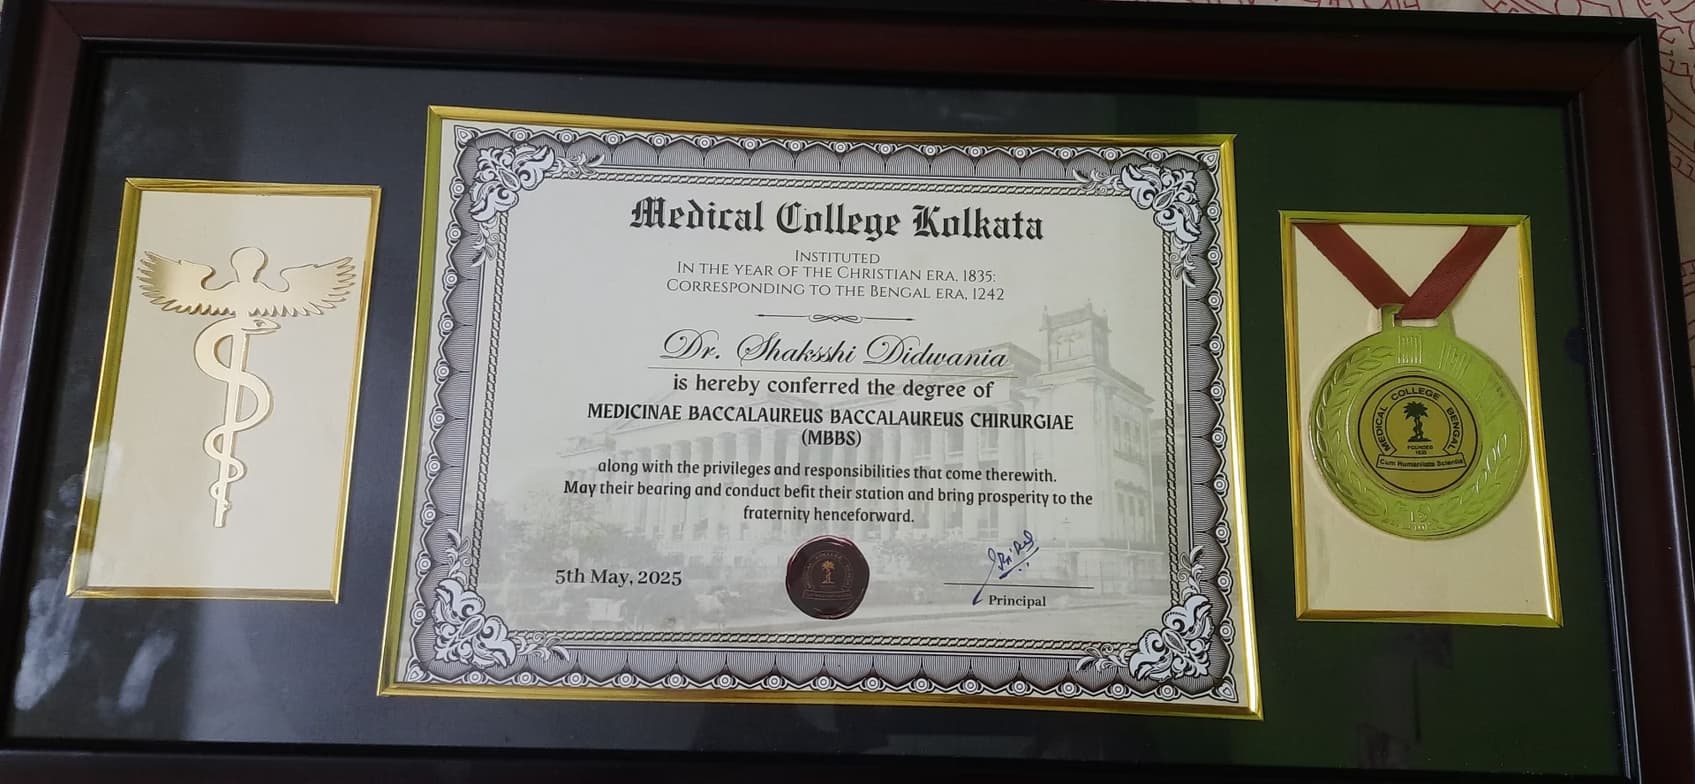 Medical College Kolkata
INSTITUTED
IN THE YEAR OF THE CHRISTIAN ERA, 1835:
CORRESPONDING TO THE BENGAL ERA, 1242
Dr. Shaksshi Didwania
is hereby conferred the degree of
MEDICINAE BACCALAUREUS BACCALAUREUS CHIRURGIAE
(MBBS)
along with the privileges and responsibilities that come therewith.
May their bearing and conduct befit their station and bring prosperity to the
fraternity henceforward.
5th May, 2025
Principal
MEDICAL COLLEGE BENGAL
FOUNDED
1835
Cum Humanitate Scientia